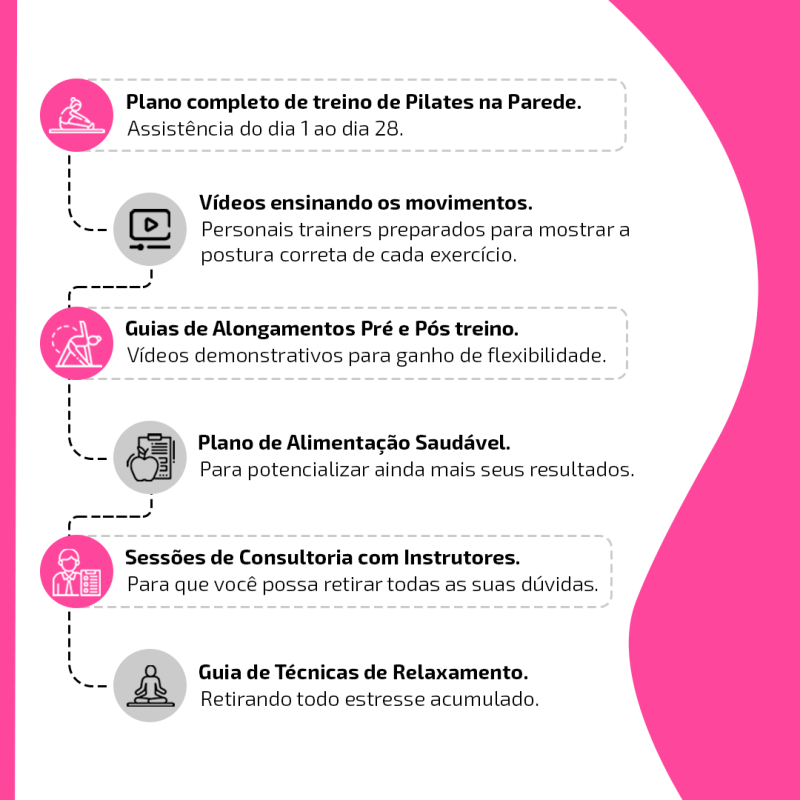 Plano completo de treino de Pilates na Parede.
Assistência do dia 1 ao dia 28.
Vídeos ensinando os movimentos.
Personais trainers preparados para mostrar a
postura correta de cada exercício.
Guias de Alongamentos Pré e Pós treino.
Vídeos demonstrativos para ganho de flexibilidade.
Plano de Alimentação Saudável.
Para potencializar ainda mais seus resultados.
Sessões de Consultoria com Instrutores.
Para que você possa retirar todas as suas dúvidas.
Guia de Técnicas de Relaxamento.
Retirando todo estresse acumulado.